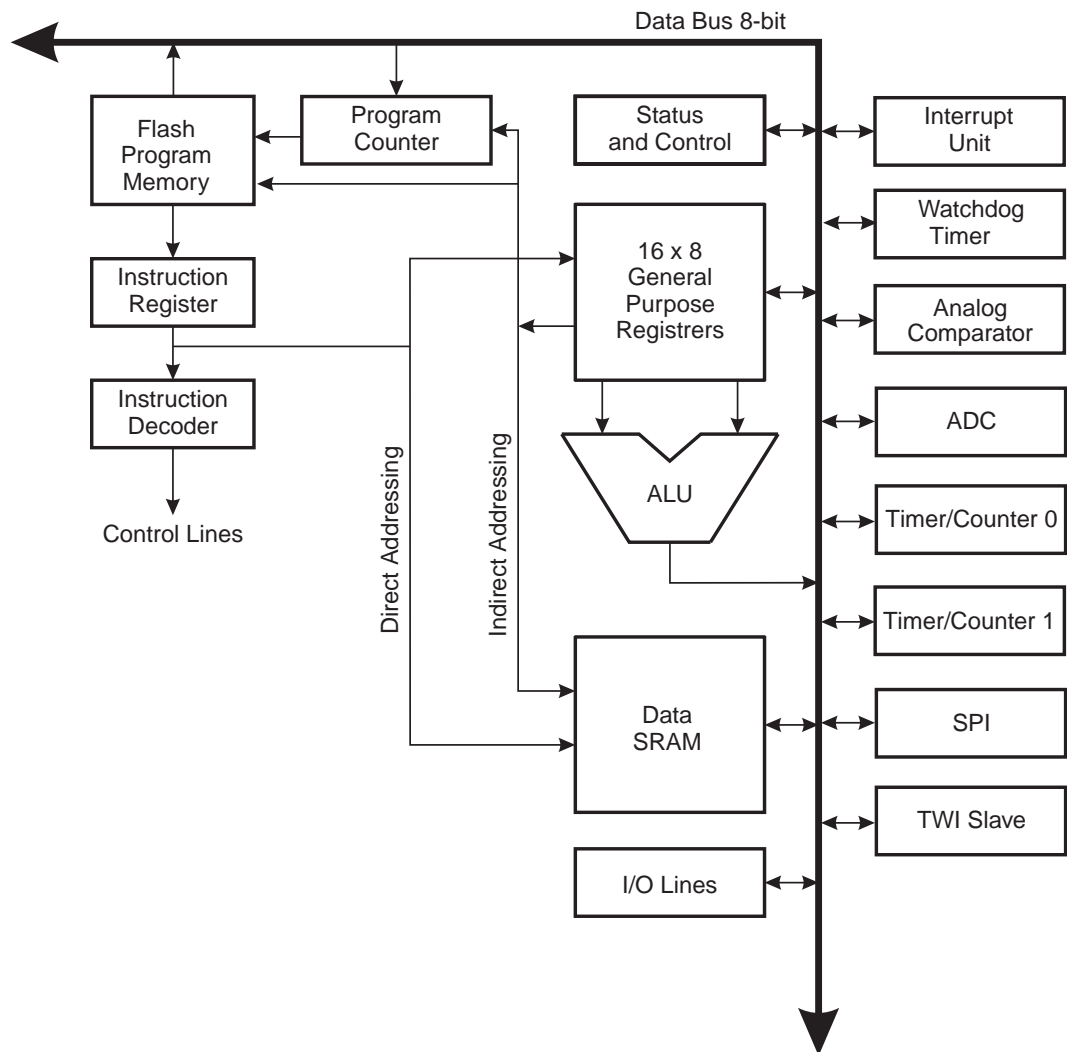 Data Bus 8-bit
Flash
Program
Memory
Program
Counter
Status
and Control
Interrupt
Unit
Watchdog
Timer
16 x 8
General
Purpose
Registrers
Instruction
Register
Analog
Comparator
Instruction
Decoder
ADC
ALU
Control Lines
Direct Addressing
Indirect Addressing
Timer/Counter 0
Timer/Counter 1
Data
SRAM
SPI
TWI Slave
I/O Lines